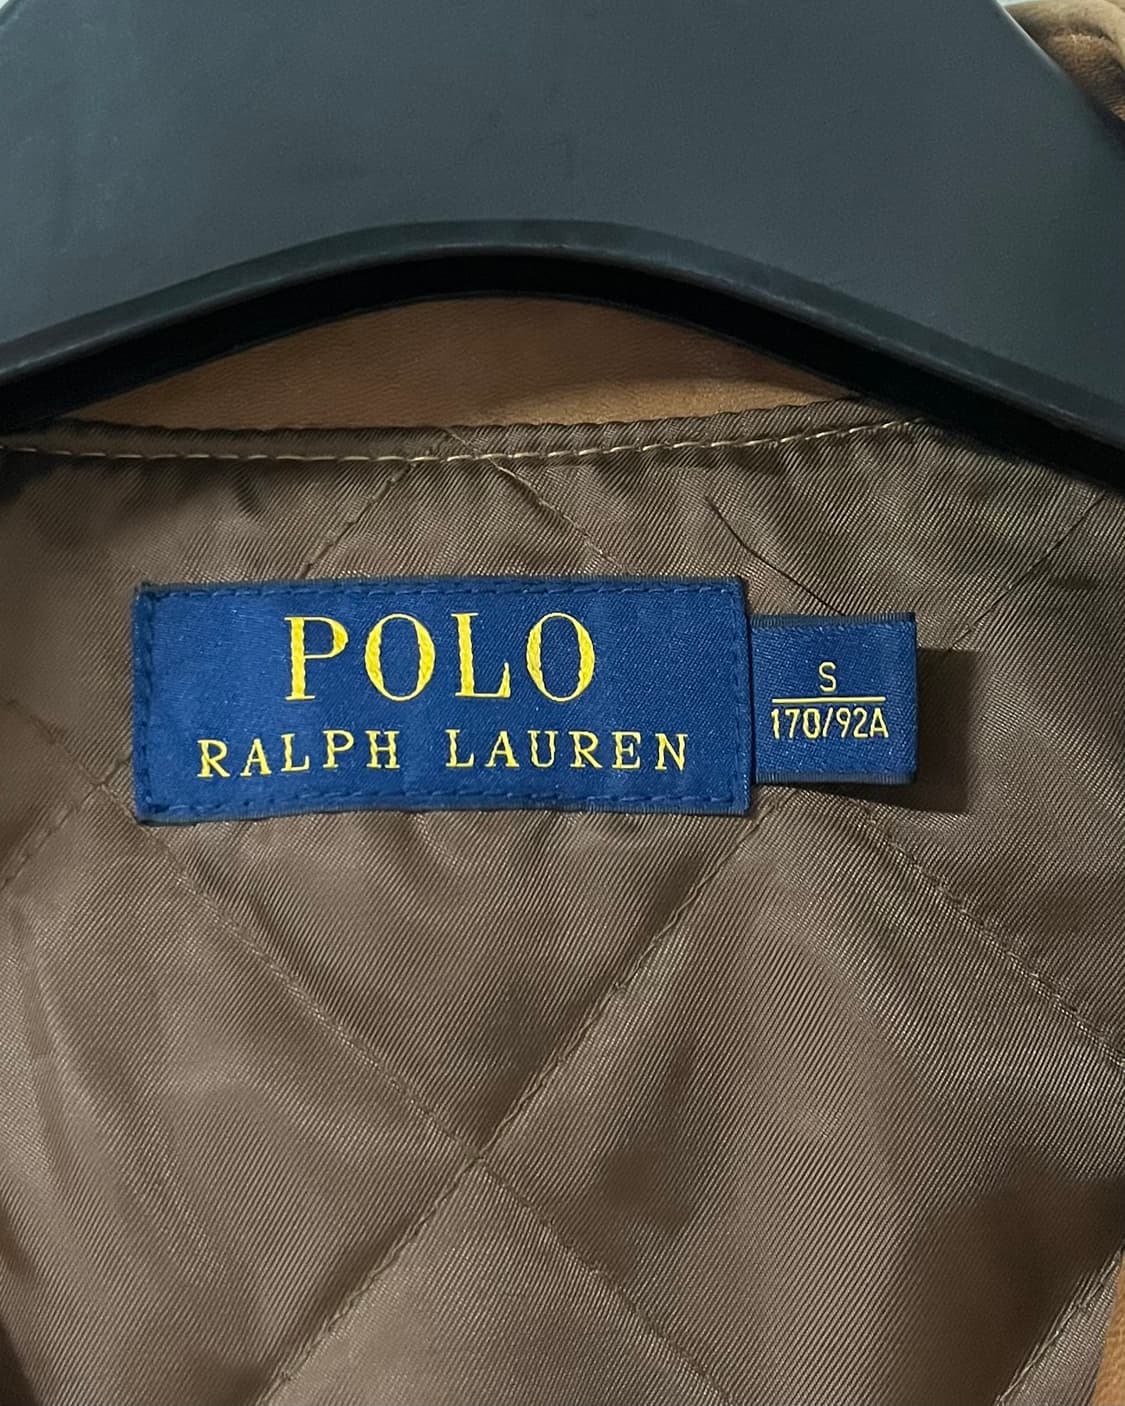 POLO
RALPH LAUREN
S
170/92A